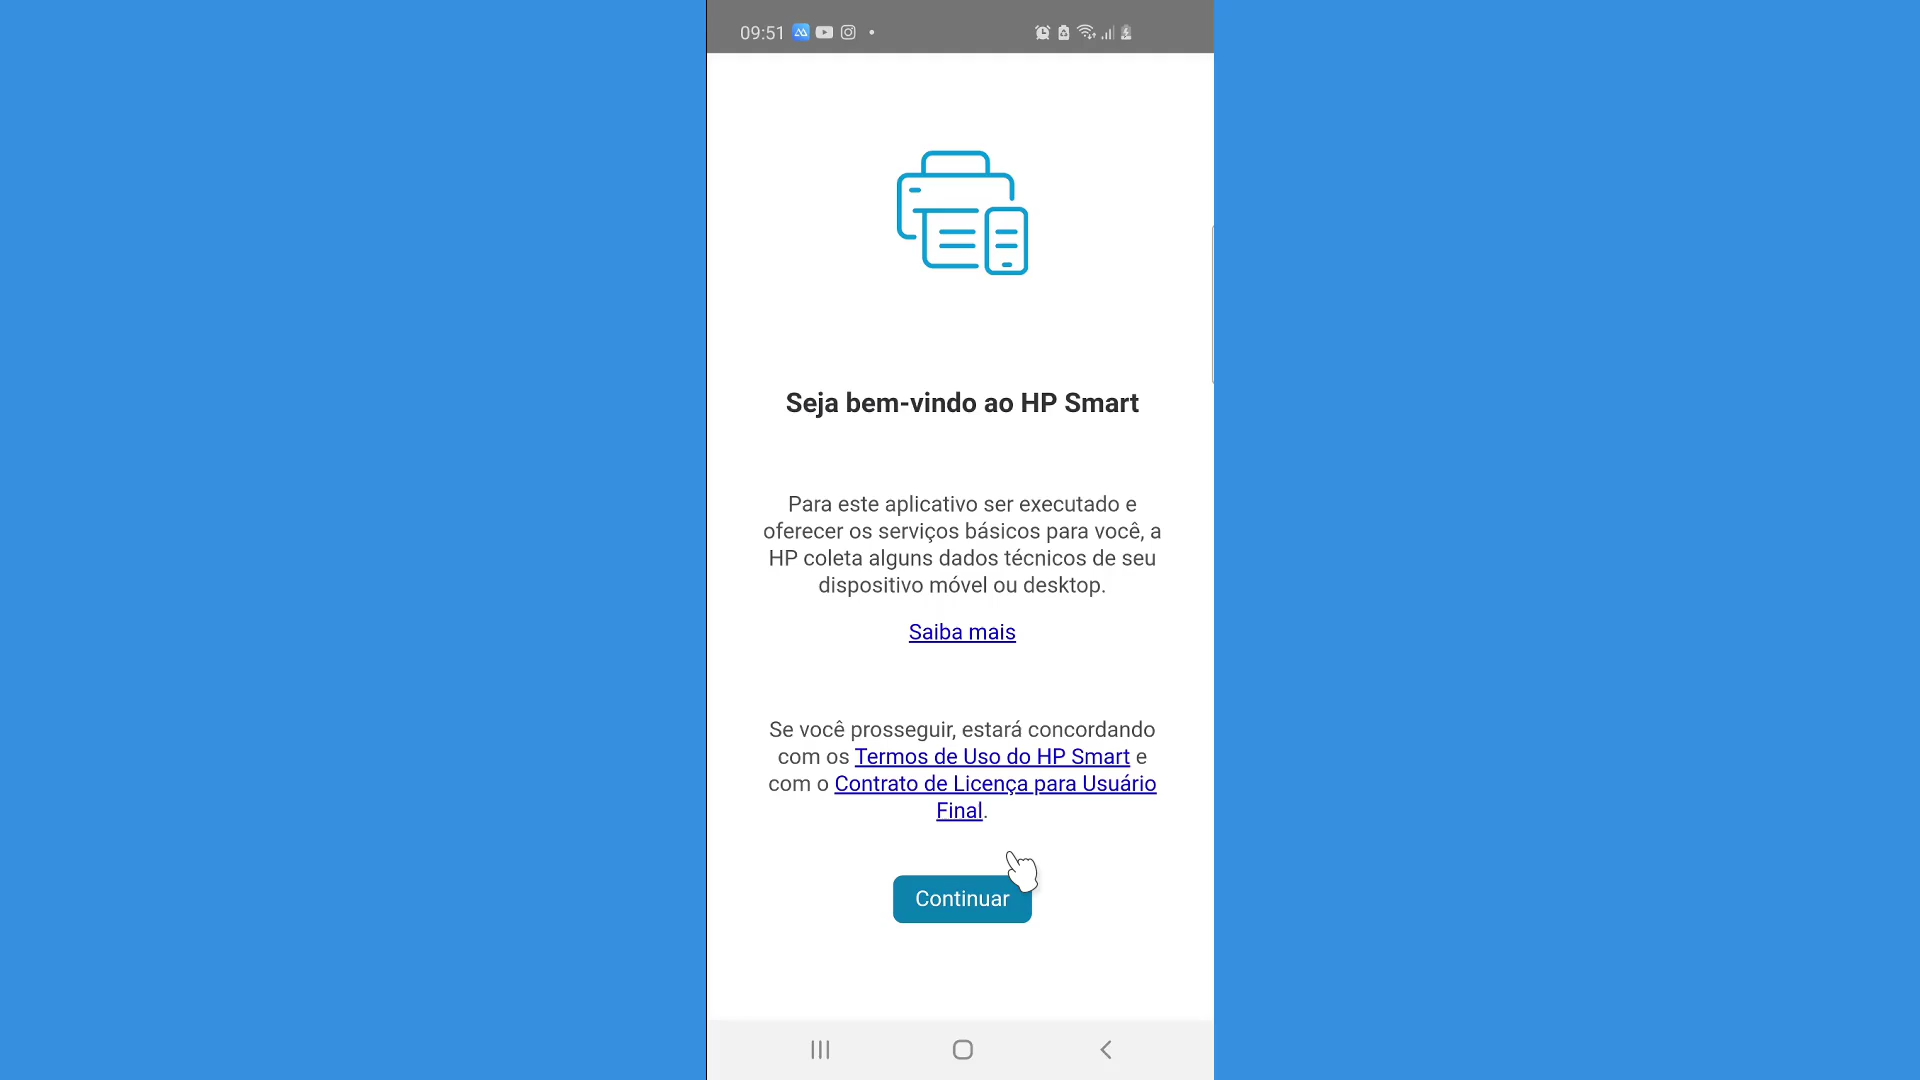 09:51
Seja bem-vindo ao HP Smart
Para este aplicativo ser executado e
oferecer os serviços básicos para você, a
HP coleta alguns dados técnicos de seu
dispositivo móvel ou desktop.
Saiba mais
Se você prosseguir, estará concordando
com os Termos de Uso do HP Smart e
com o Contrato de Licença para Usuário
Final.
Continuar